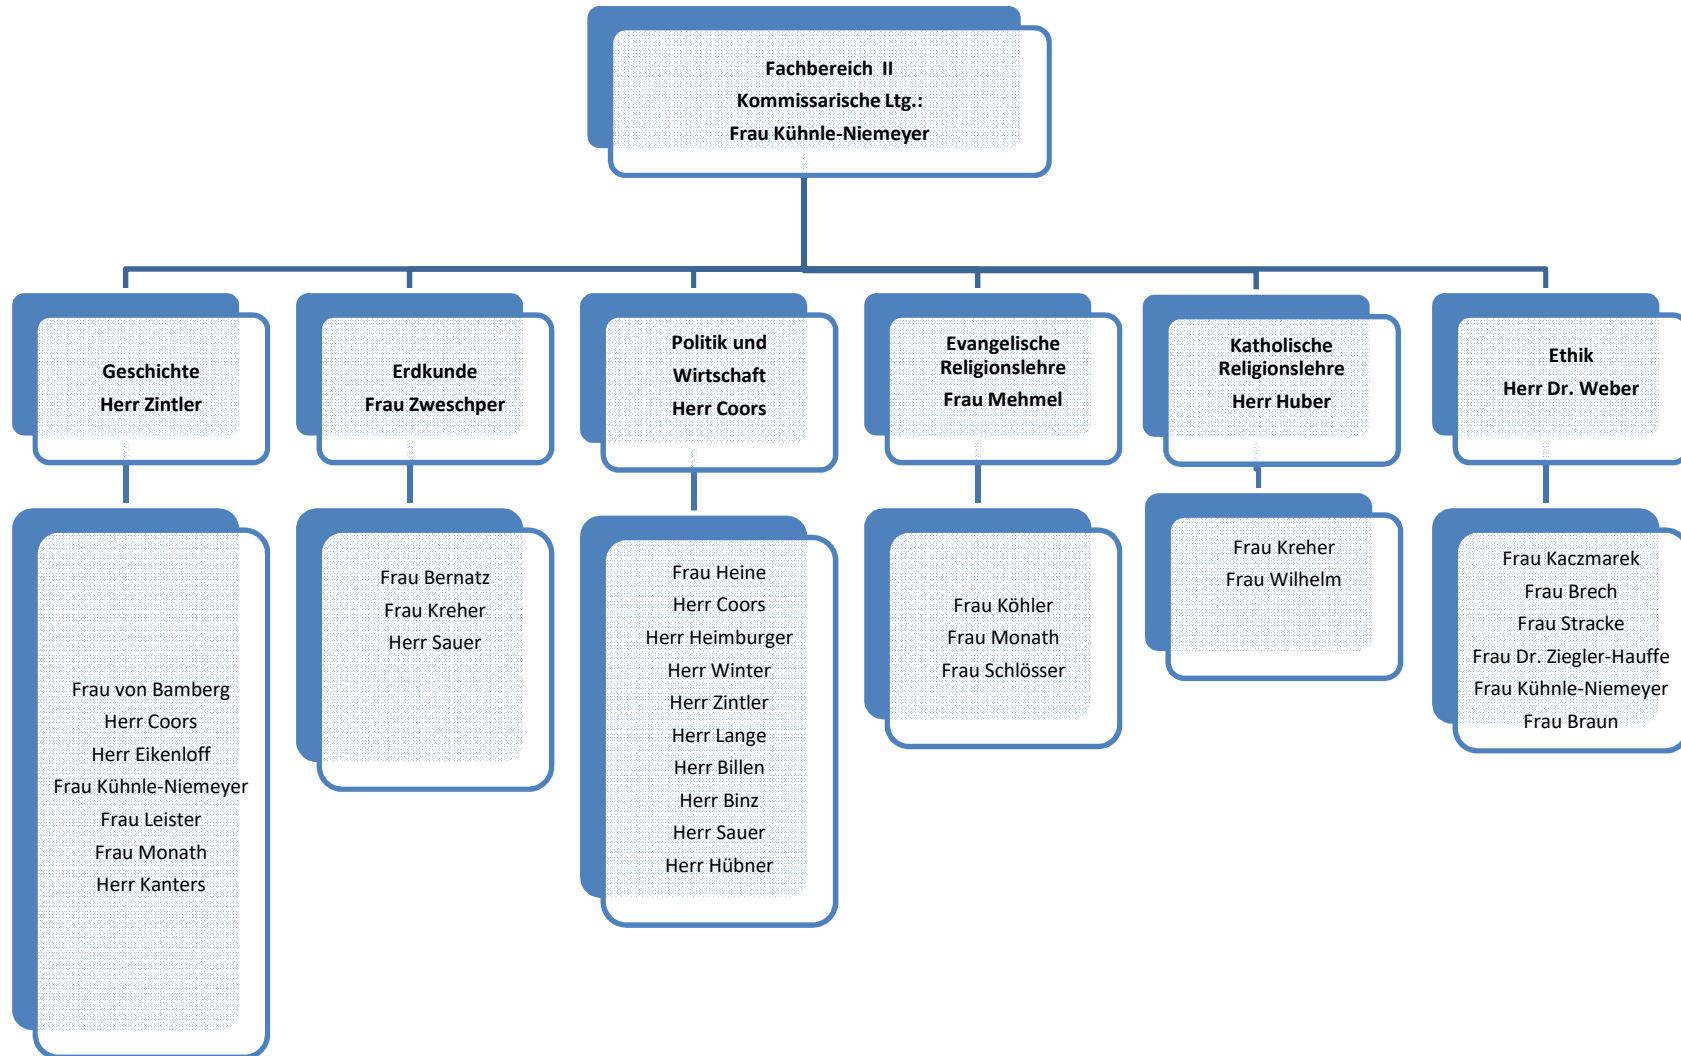 Fachbereich II
Kommissarische Ltg.:
Frau Kühnle-Niemeyer
Geschichte
Herr Zintler
Erdkunde
Frau Zweschper
Politik und
Wirtschaft
Herr Coors
Evangelische
Religionslehre
Frau Mehmel
Katholische
Religionslehre
Herr Huber
Ethik
Herr Dr. Weber
Frau von Bamberg
Herr Coors
Herr Eikenloff
Frau Kühnle-Niemeyer
Frau Leister
Frau Monath
Herr Kanters
Frau Bernatz
Frau Kreher
Herr Sauer
Frau Heine
Herr Coors
Herr Heimburger
Herr Winter
Herr Zintler
Herr Lange
Herr Billen
Herr Binz
Herr Sauer
Herr Hübner
Frau Köhler
Frau Monath
Frau Schlösser
Frau Kreher
Frau Wilhelm
Frau Kaczmarek
Frau Brech
Frau Stracke
Frau Dr. Ziegler-Hauffe
Frau Kühnle-Niemeyer
Frau Braun